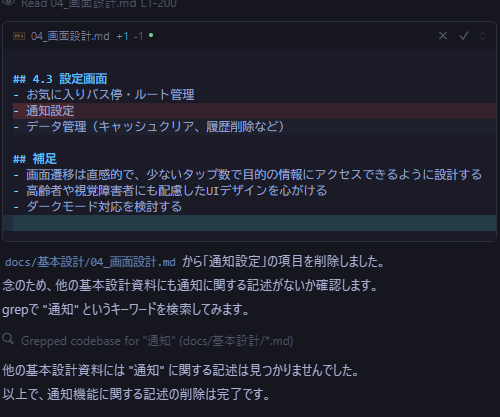 Read 04_画面設計.md L1-200
04_画面設計.md +1 -1
## 4.3 設定画面
- お気に入りバス停・ルート管理
- 通知設定
- データ管理（キャッシュクリア、履歴削除など）
## 補足
- 画面遷移は直感的で、少ないタップ数で目的の情報にアクセスできるように設計する
- 高齢者や視覚障害者にも配慮したUIデザインを心がける
- ダークモード対応を検討する
docs/基本設計/04_画面設計.md から「通知設定」の項目を削除しました。
念のため、他の基本設計資料にも通知に関する記述がないか確認します。
grepで "通知" というキーワードを検索してみます。
Grepped codebase for "通知" (docs/基本設計/*.md)
他の基本設計資料には "通知" に関する記述は見つかりませんでした。
以上で、通知機能に関する記述の削除は完了です。